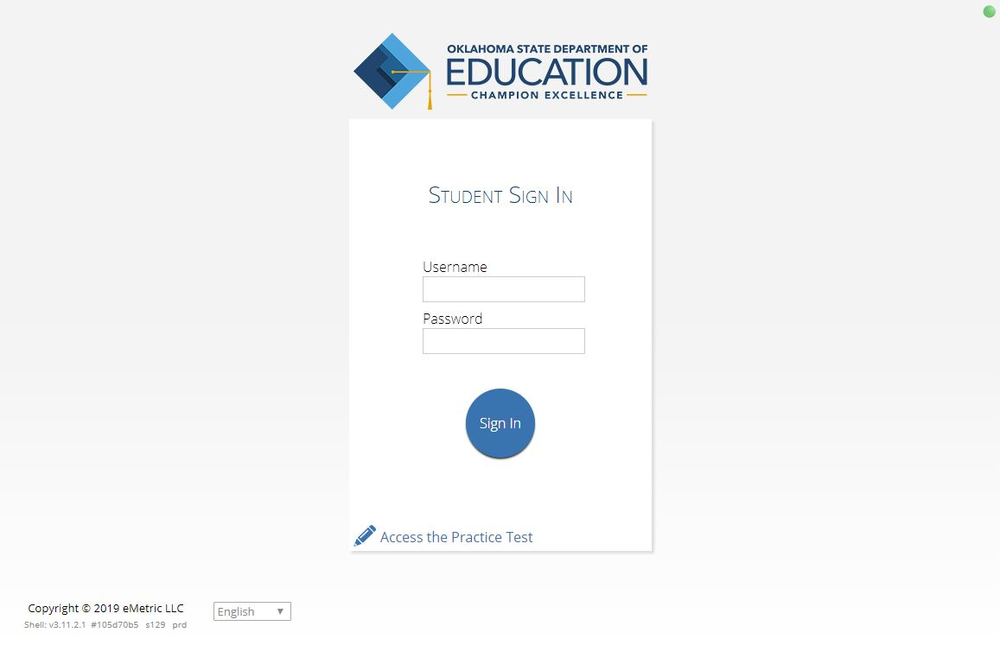 OKLAHOMA STATE DEPARTMENT OF
EDUCATION
CHAMPION EXCELLENCE
Student Sign In
Username
Password
Sign In
Access the Practice Test
Copyright © 2019 eMetric LLC
English
Shell: v3.11.2.1 #105d70b5 s129 prd